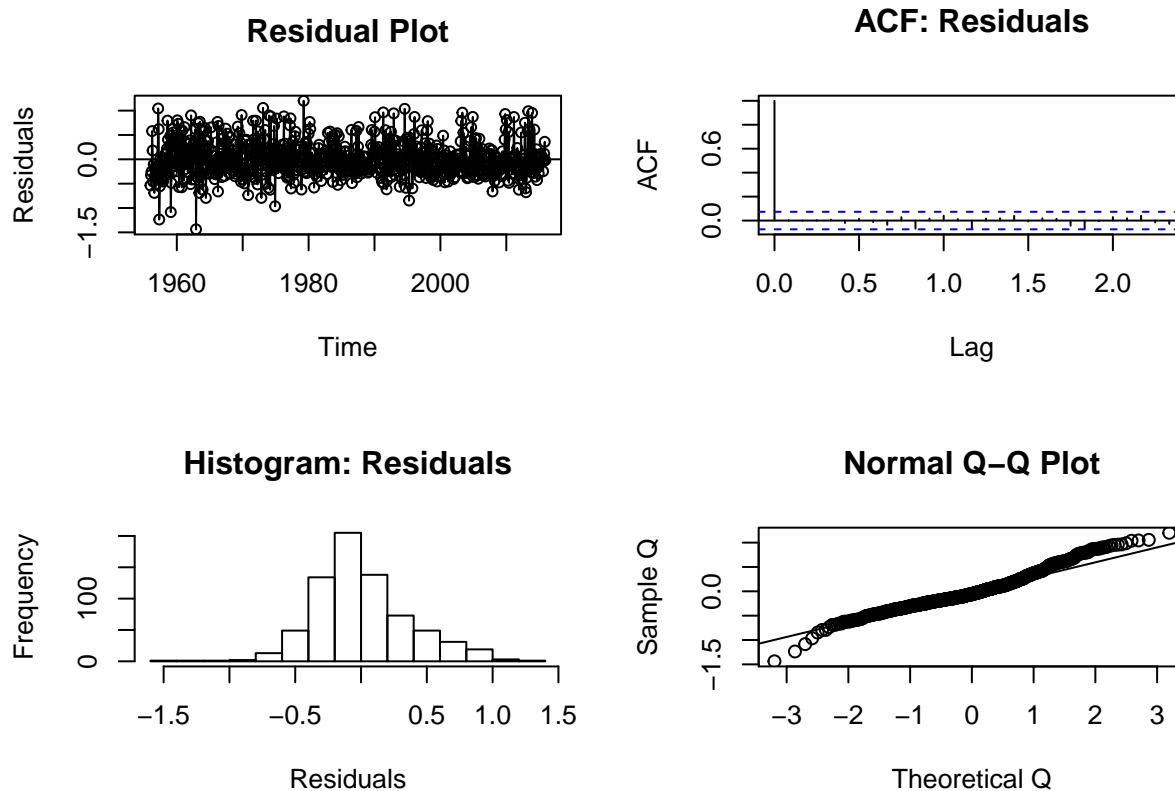 Residual Plot
Residuals
−1.5
0.0
1960
1980
2000
Time
ACF: Residuals
ACF
0.0
0.6
0.0
0.5
1.0
1.5
2.0
Lag
Histogram: Residuals
Frequency
0
100
−1.5
−0.5
0.5
1.0
1.5
Residuals
Normal Q−Q Plot
Sample Q
−1.5
0.0
−3
−2
−1
0
1
2
3
Theoretical Q